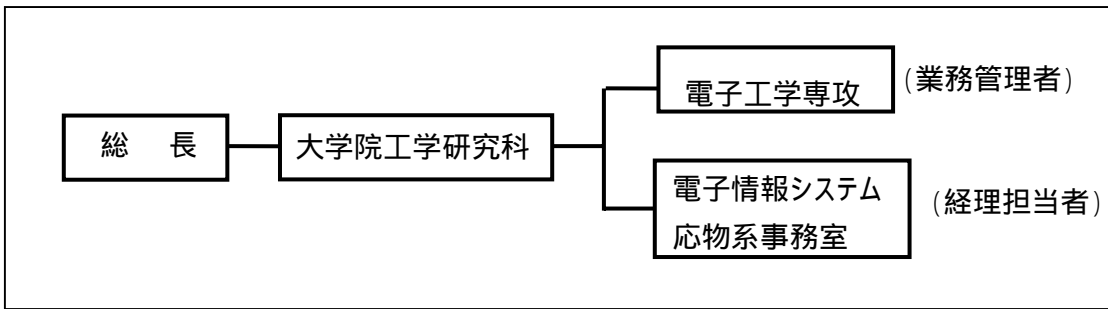 電子工学専攻
(業務管理者)
総 長
大学院工学研究科
電子情報システム
応物系事務室
(経理担当者)